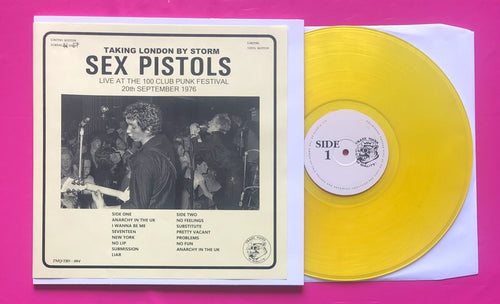 LIMITED EDITION
TAKING LONDON BY STORM
SEX PISTOLS
LIVE AT THE 100 CLUB PUNK FESTIVAL
20th SEPTEMBER 1976
SIDE ONE
ANARCHY IN THE UK
I WANNA BE ME
SEVENTEEN
NEW YORK
NO LIP
SUBMISSION
LIAR
SIDE TWO
NO FEELINGS
SUBSTITUTE
PRETTY VACANT
PROBLEMS
NO FUN
ANARCHY IN THE UK
SIDE
1